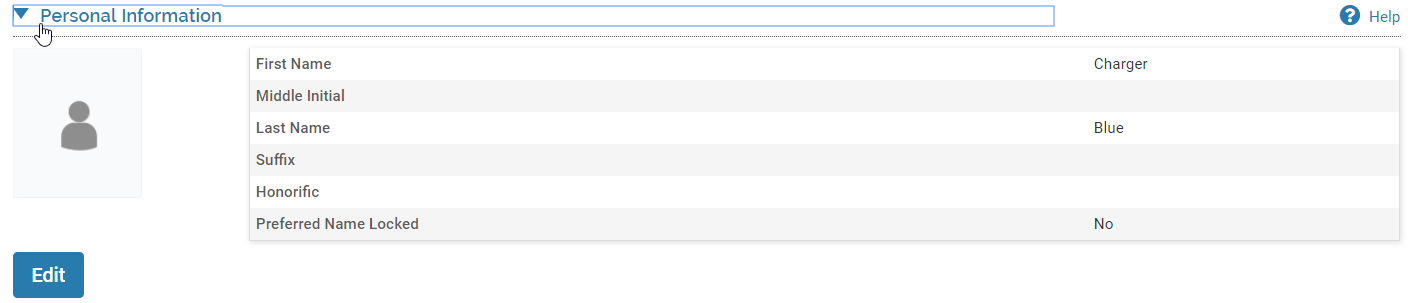 Personal Information
Help
First Name Charger
Middle Initial
Last Name Blue
Suffix
Honorific
Preferred Name Locked No
Edit